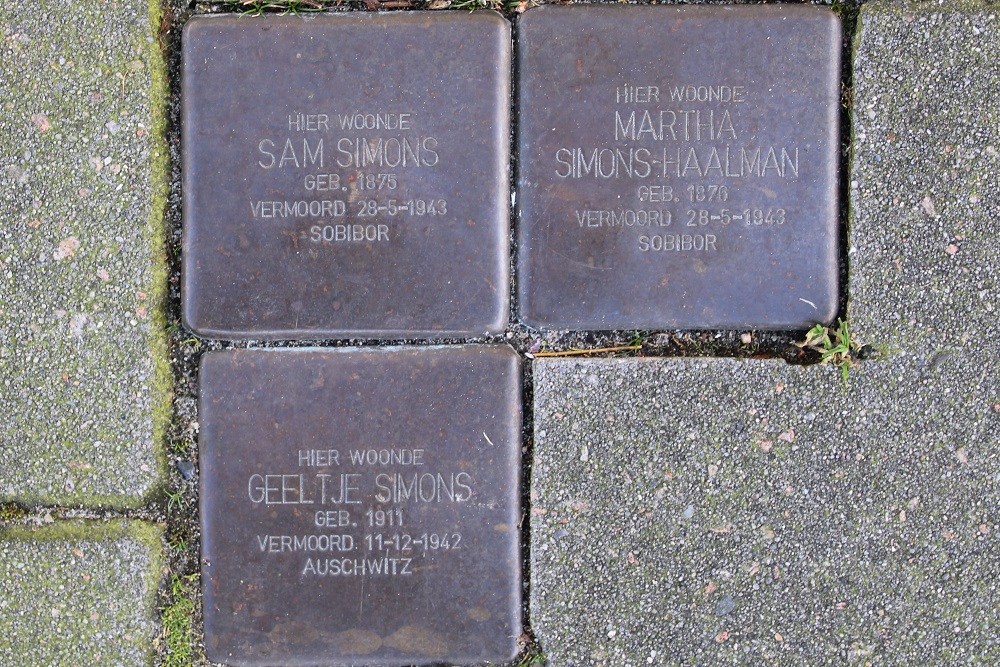 HIER WOONDE
SAM SIMONS
GEB. 1875
VERMOORD 28-5-1943
SOBIBOR
HIER WOONDE
MARTHA
SIMONS-HAALMAN
GEB. 1876
VERMOORD 28-5-1943
SOBIBOR
HIER WOONDE
GEELTJE SIMONS
GEB. 1911
VERMOORD 11-12-1942
AUSCHWITZ